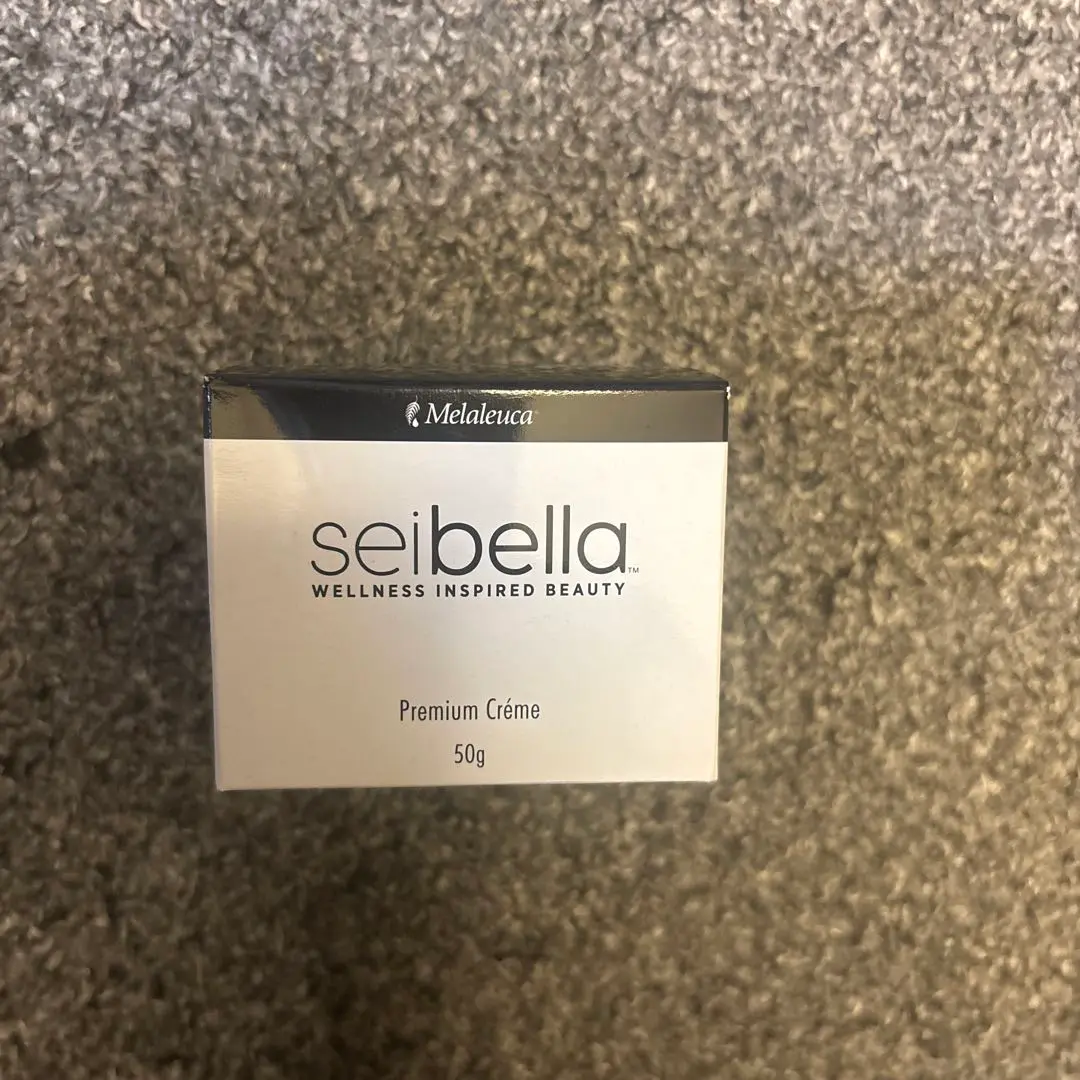 Melaleuca
seibella™
WELLNESS INSPIRED BEAUTY
Premium Créme
50g